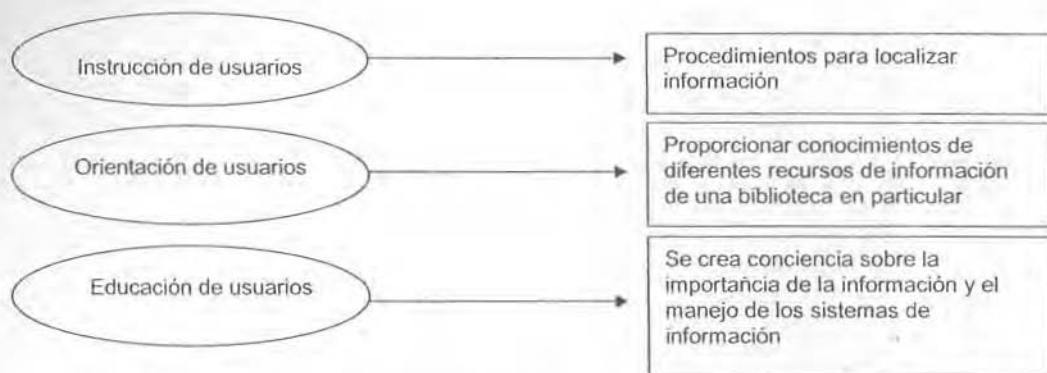 Instrucción de usuarios
Procedimientos para localizar
información
Orientación de usuarios
Proporcionar conocimientos de
diferentes recursos de información
de una biblioteca en particular
Educación de usuarios
Se crea conciencia sobre la
importancia de la información y el
manejo de los sistemas de
información